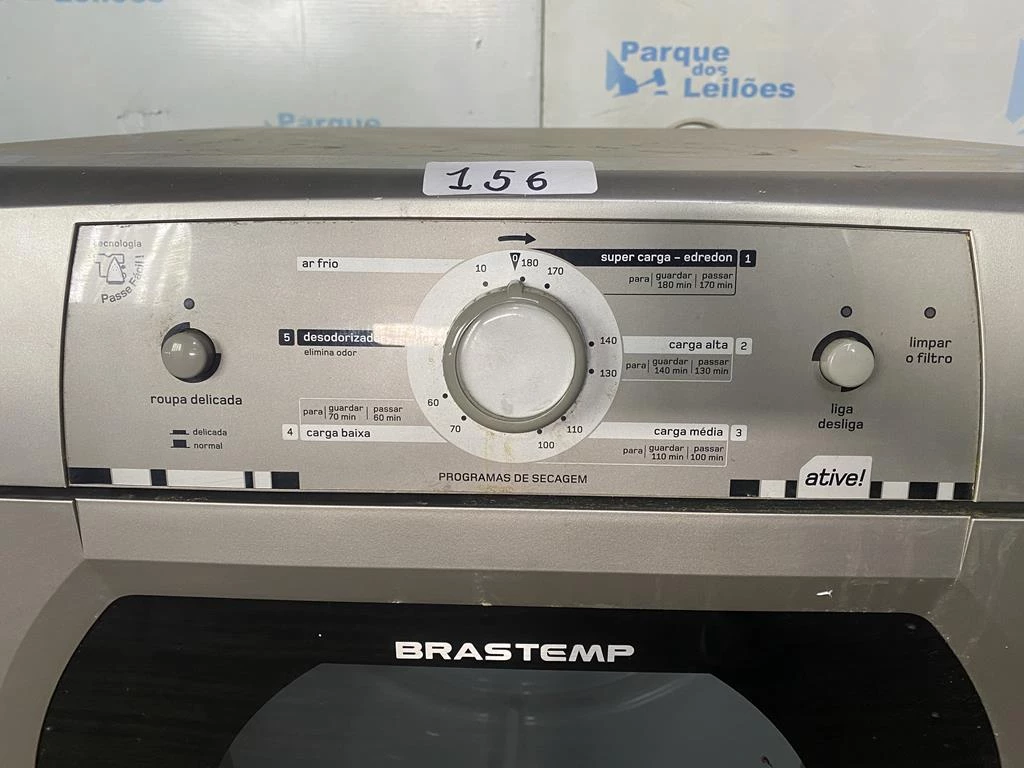 Leilões
Parque
dos
Leilões
Parque
156
tecnologia
Passe Fácil!
roupa delicada
delicada
normal
ar frio
5 desodorizad
elimina odor
para guardar 70 min passar 60 min
4 carga baixa
10
0
180
170
140
130
110
100
70
60
super carga - edredon 1
para guardar 180 min passar 170 min
carga alta 2
para guardar 140 min passar 130 min
carga média 3
para guardar 110 min passar 100 min
PROGRAMAS DE SECAGEM
liga
desliga
limpar
o filtro
ative!
BRASTEMP